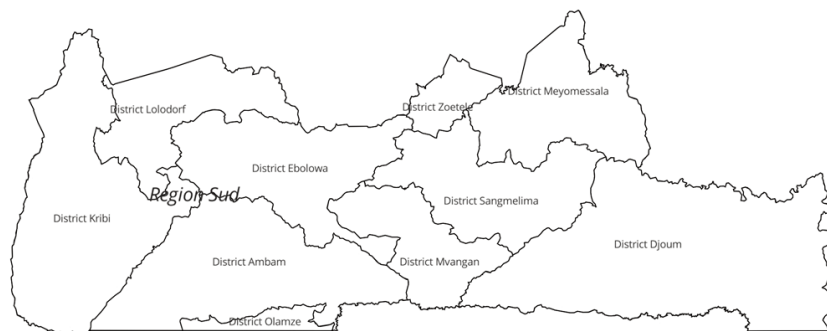 District Meyomessala
District Zoetele
District Lolodorf
District Ebolowa
Region Sud
District Sangmelima
District Kribi
District Djoum
District Ambam
District Mvangan
District Olamze